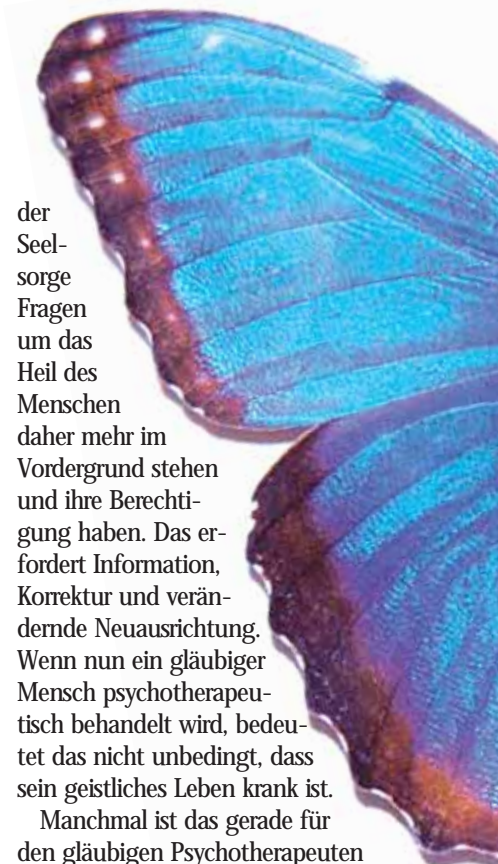 der
Seel-
sorge
Fragen
um das
Heil des
Menschen
daher mehr im
Vordergrund stehen
und ihre Berechti-
gung haben. Das er-
fordert Information,
Korrektur und verän-
dernde Neuausrichtung.
Wenn nun ein gläubiger
Mensch psychotherapeu-
tisch behandelt wird, bedeu-
tet das nicht unbedingt, dass
sein geistliches Leben krank ist.
Manchmal ist das gerade für
den gläubigen Psychotherapeuten